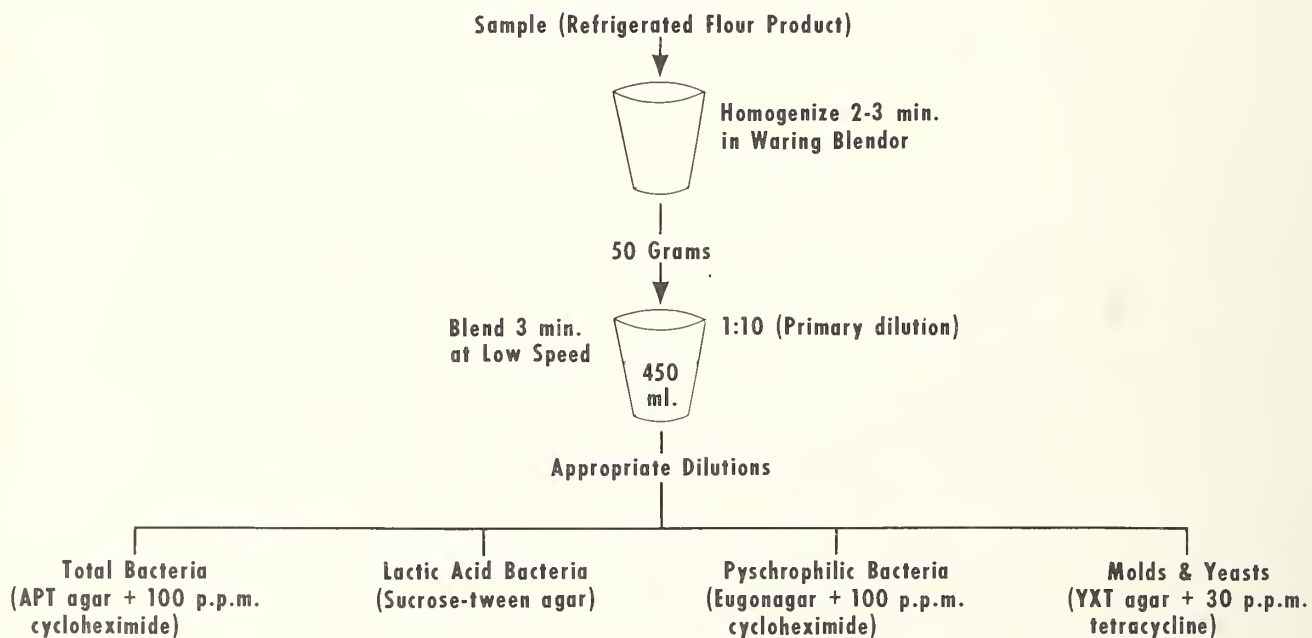 Sample (Refrigerated Flour Product)
Homogenize 2-3 min.
in Waring Blendor
50 Grams
Blend 3 min.
at Low Speed
1:10 (Primary dilution)
450
ml.
Appropriate Dilutions
Total Bacteria
(APT agar + 100 p.p.m.
cycloheximide)
Lactic Acid Bacteria
(Sucrose-tween agar)
Pyschrophilic Bacteria
(Eugonagar + 100 p.p.m.
cycloheximide)
Molds & Yeasts
(YXT agar + 30 p.p.m.
tetracycline)